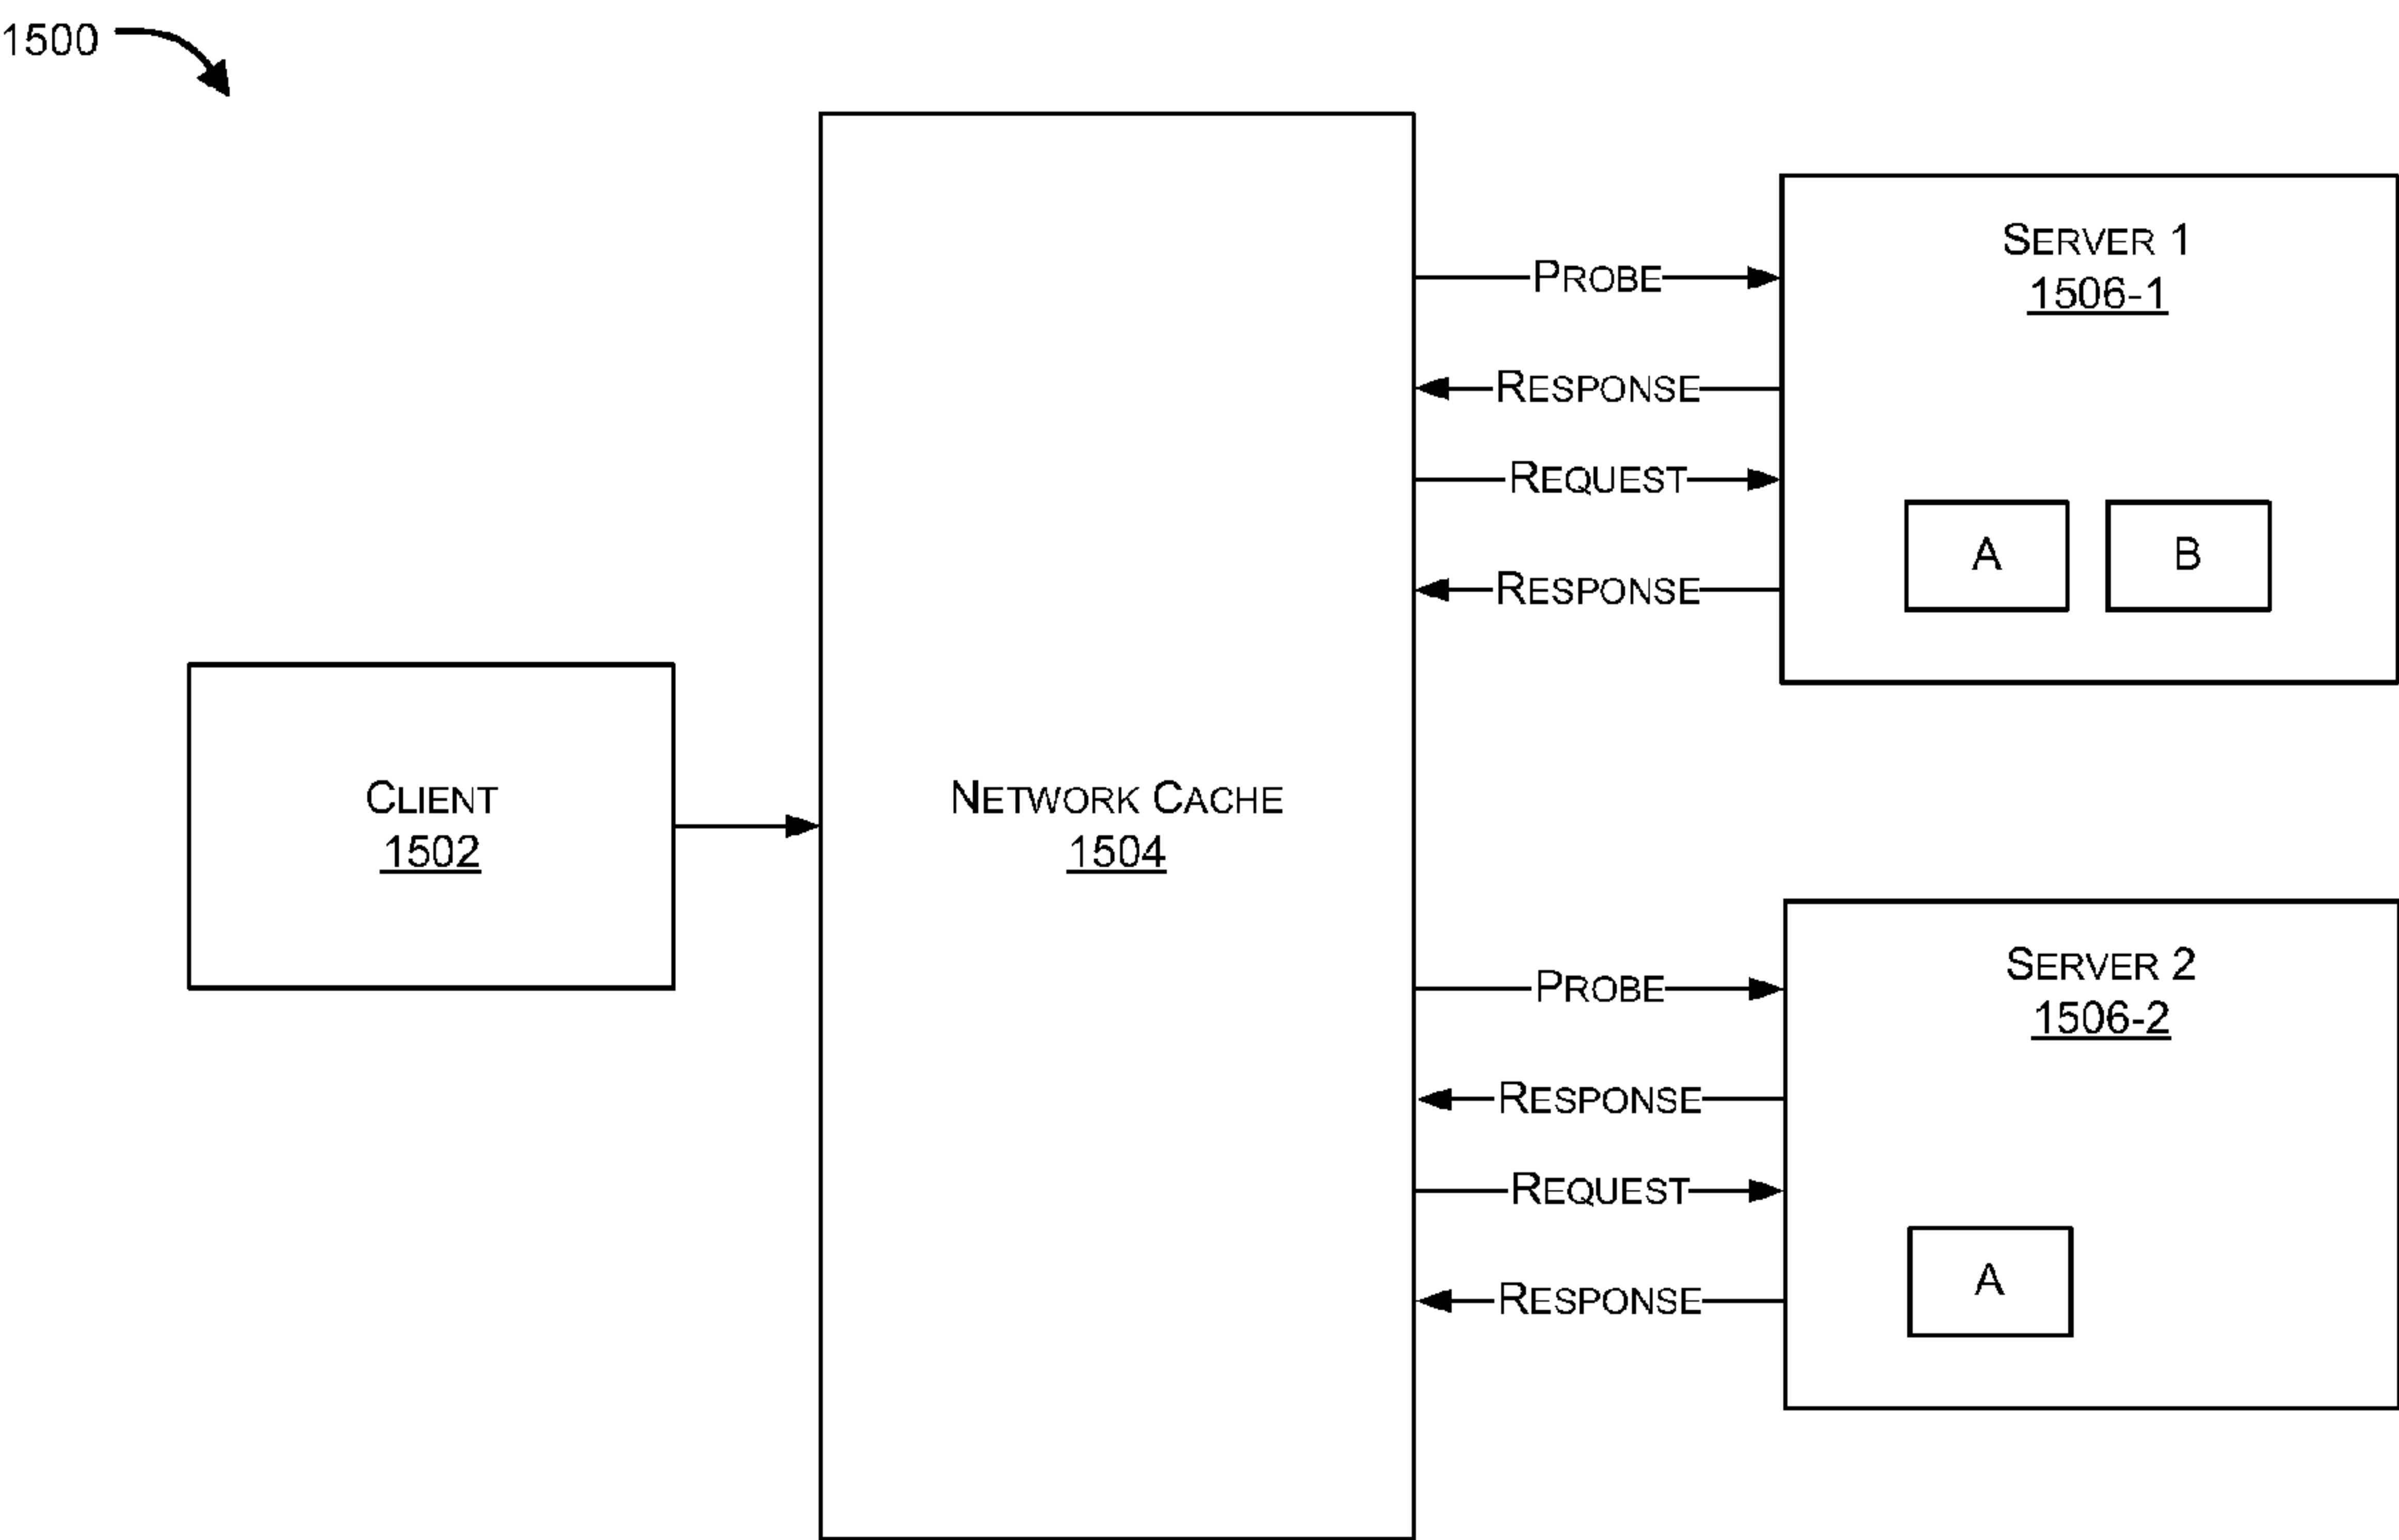 1500
SERVER 1
1506-1
PROBE
RESPONSE
REQUEST
RESPONSE
A
B
CLIENT
1502
NETWORK CACHE
1504
SERVER 2
1506-2
PROBE
RESPONSE
REQUEST
RESPONSE
A